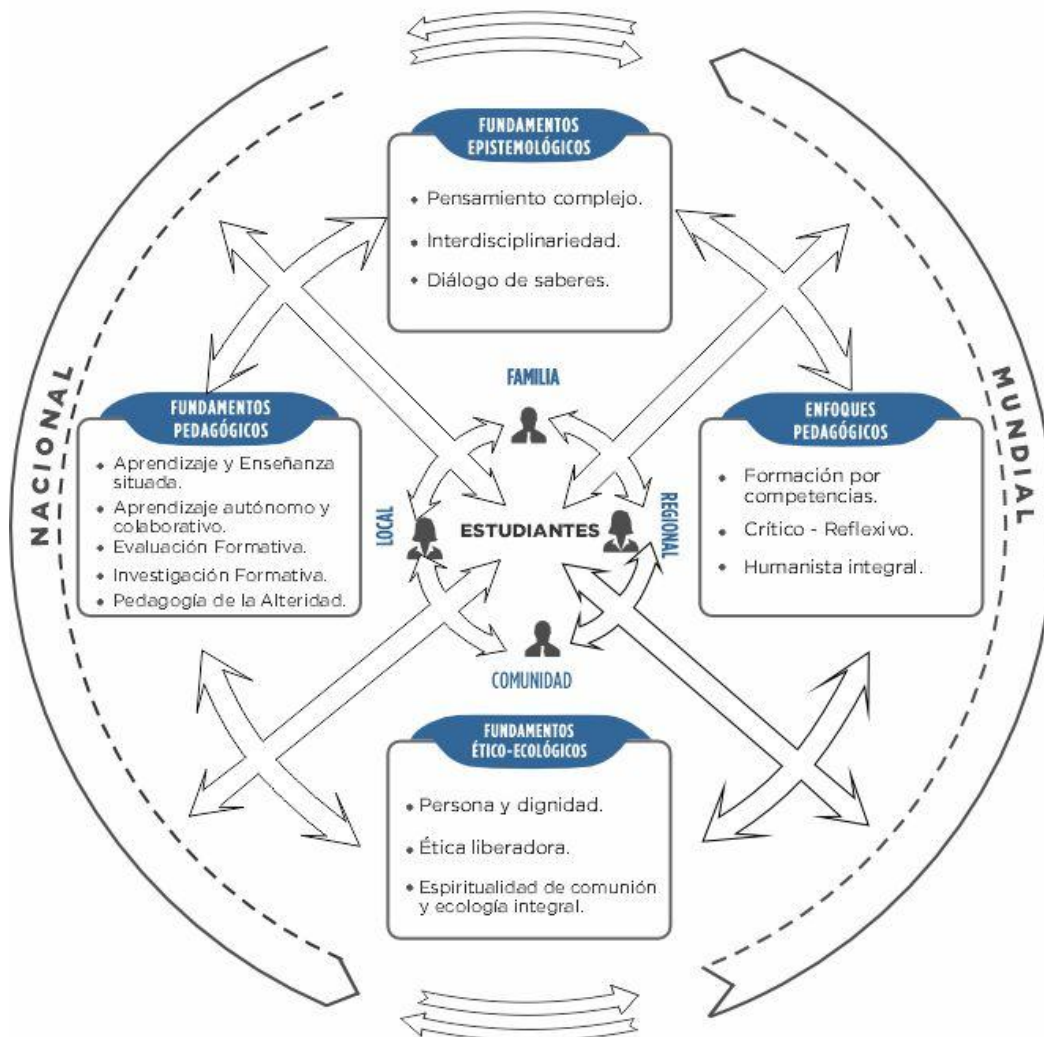 FUNDAMENTOS
EPISTEMOLÓGICOS
• Pensamiento complejo.
• Interdisciplinariedad.
• Diálogo de saberes.
NACIONAL
FUNDAMENTOS
PEDAGÓGICOS
• Aprendizaje y Enseñanza
situada.
• Aprendizaje autónomo y
colaborativo.
• Evaluación Formativa.
• Investigación Formativa.
• Pedagogía de la Alteridad.
FAMILIA
LOCAL
ESTUDIANTES
REGIONAL
COMUNIDAD
ENFOQUES
PEDAGÓGICOS
• Formación por
competencias.
• Crítico - Reflexivo.
• Humanista integral.
MUNDIAL
FUNDAMENTOS
ÉTICO-ECOLÓGICOS
• Persona y dignidad.
• Ética liberadora.
• Espiritualidad de comunión
y ecología integral.